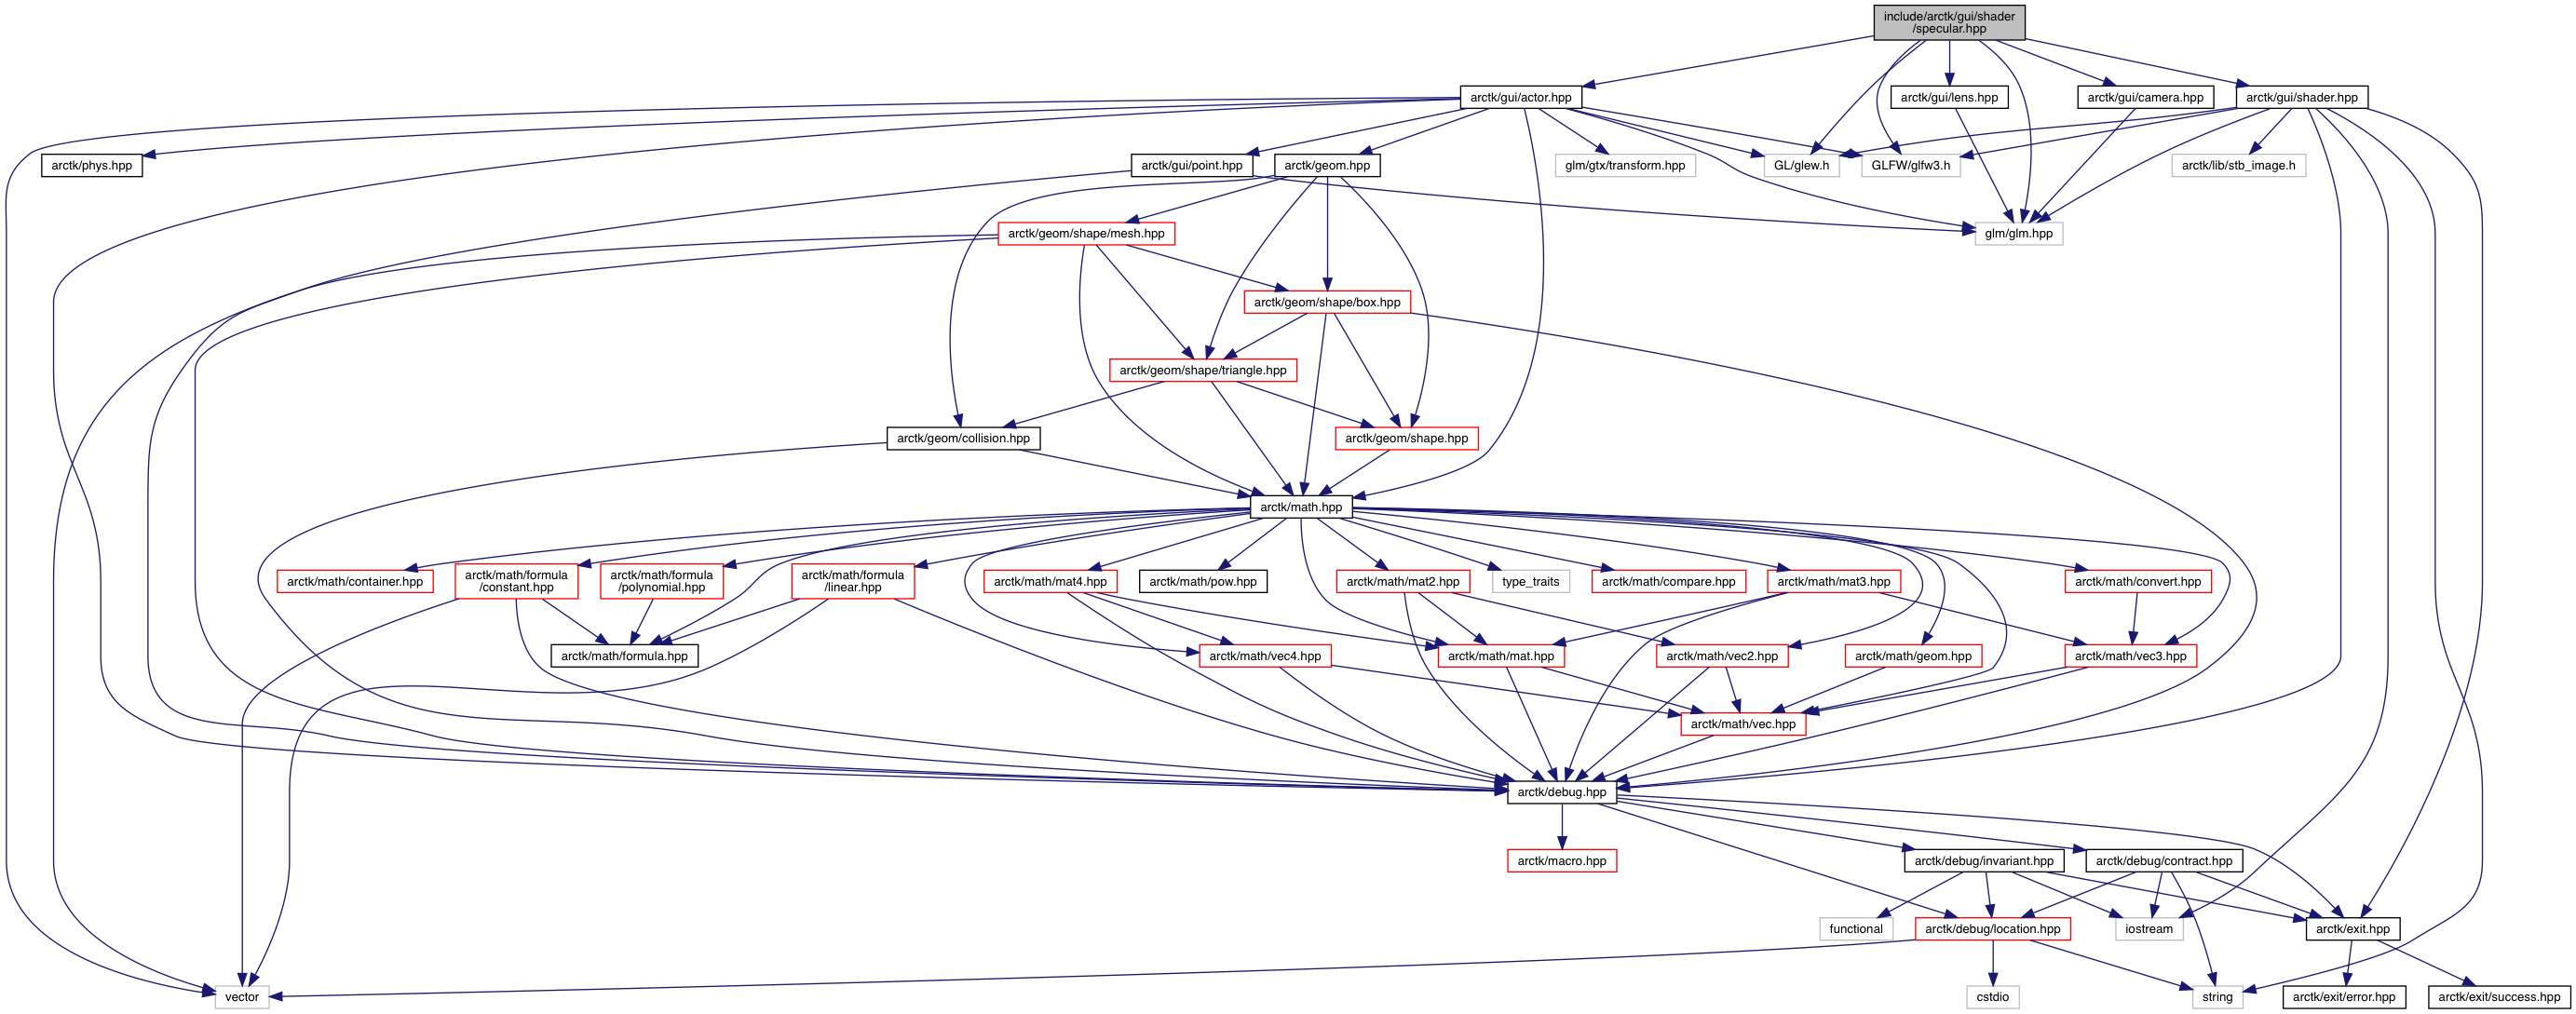 include/arctk/gui/shader
/specular.hpp
arctk/gui/actor.hpp
arctk/gui/lens.hpp
arctk/gui/camera.hpp
arctk/gui/shader.hpp
arctk/phys.hpp
arctk/gui/point.hpp
arctk/geom.hpp
glm/gtx/transform.hpp
GL/glew.h
GLFW/glfw3.h
arctk/lib/stb_image.h
arctk/geom/shape/mesh.hpp
glm/glm.hpp
arctk/geom/shape/box.hpp
arctk/geom/shape/triangle.hpp
arctk/geom/collision.hpp
arctk/geom/shape.hpp
arctk/math.hpp
arctk/math/container.hpp
arctk/math/formula
/constant.hpp
arctk/math/formula
/polynomial.hpp
arctk/math/formula
/linear.hpp
arctk/math/mat4.hpp
arctk/math/pow.hpp
arctk/math/mat2.hpp
type_traits
arctk/math/compare.hpp
arctk/math/mat3.hpp
arctk/math/convert.hpp
arctk/math/formula.hpp
arctk/math/vec4.hpp
arctk/math/mat.hpp
arctk/math/vec2.hpp
arctk/math/geom.hpp
arctk/math/vec3.hpp
arctk/math/vec.hpp
arctk/debug.hpp
arctk/macro.hpp
arctk/debug/invariant.hpp
arctk/debug/contract.hpp
functional
arctk/debug/location.hpp
iostream
arctk/exit.hpp
vector
cstdio
string
arctk/exit/error.hpp
arctk/exit/success.hpp